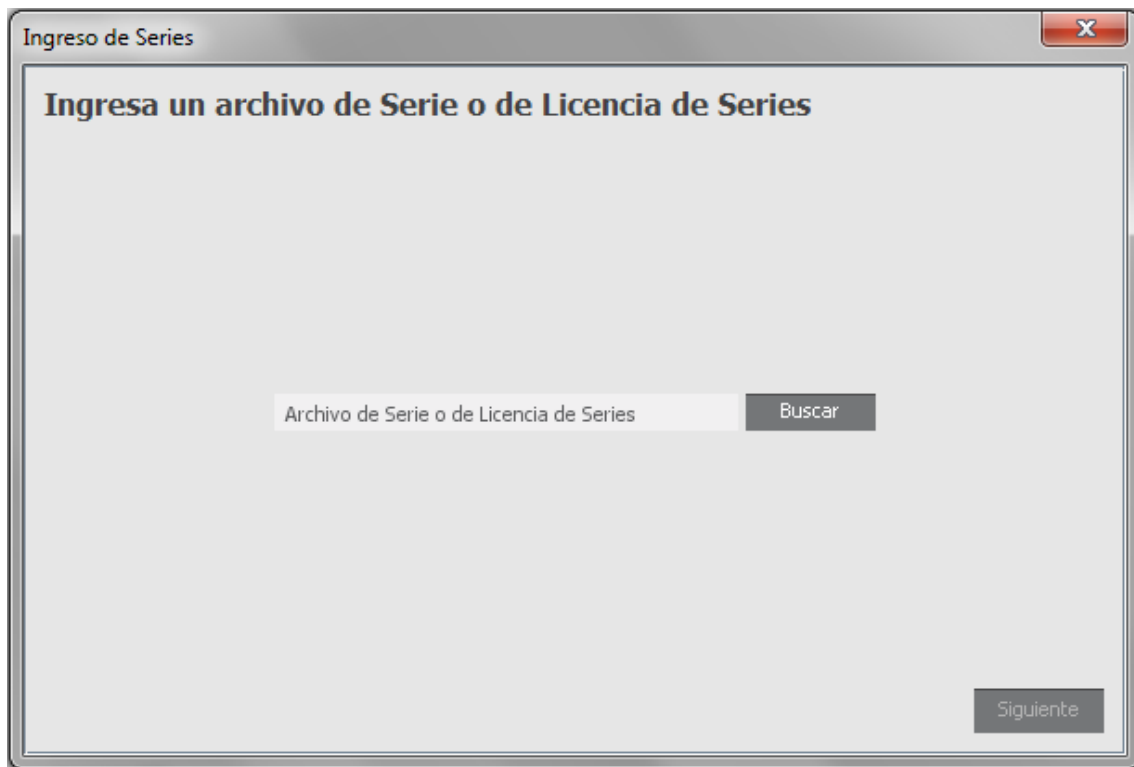 Ingreso de Series
X
Ingresa un archivo de Serie o de Licencia de Series
Archivo de Serie o de Licencia de Series
Buscar
Siguiente